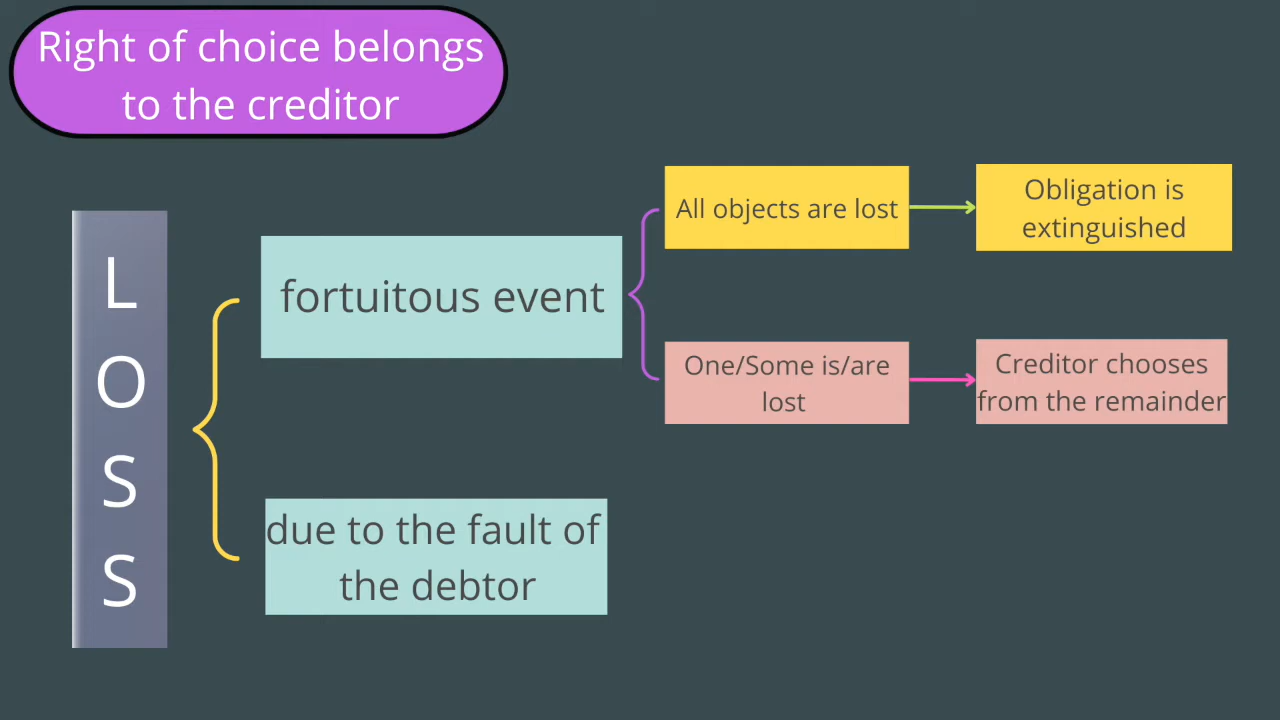 Right of choice belongs
to the creditor
L
O
S
S
fortuitous event
All objects are lost
Obligation is
extinguished
One/Some is/are
lost
Creditor chooses
from the remainder
due to the fault of
the debtor